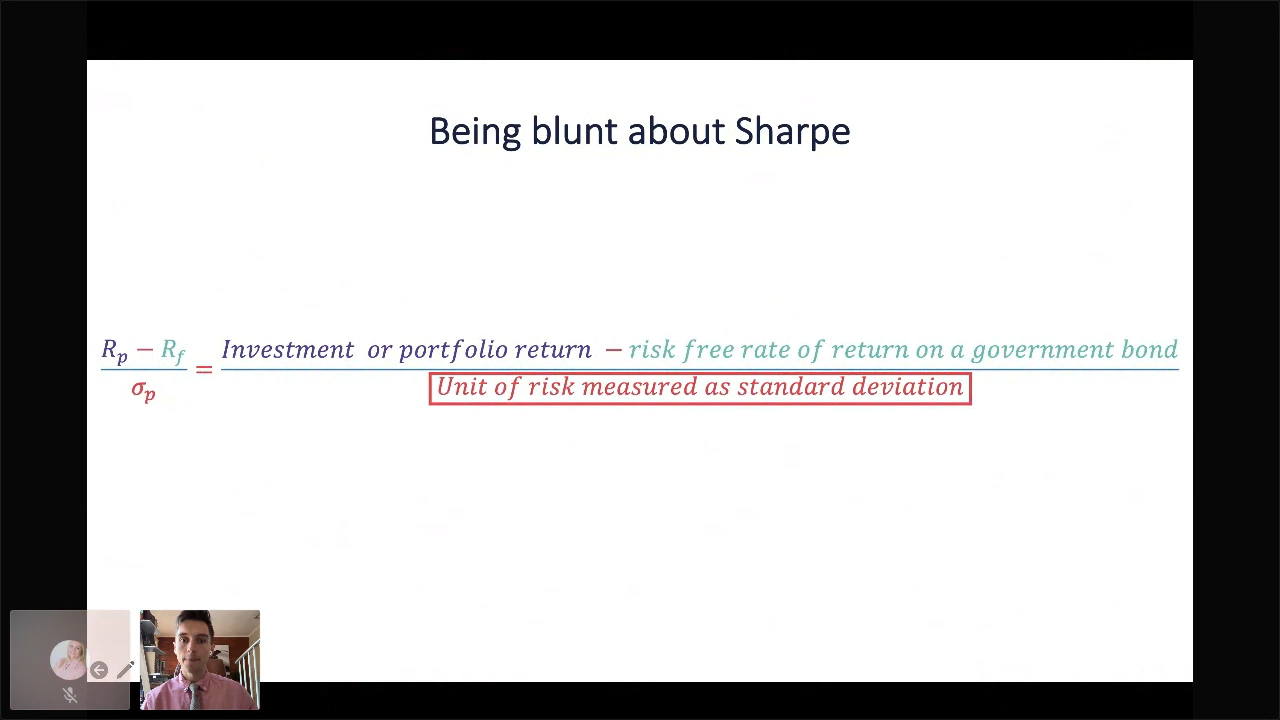 Being blunt about Sharpe
Rp − Rf
σp
=
Investment or portfolio return − risk free rate of return on a government bond
Unit of risk measured as standard deviation